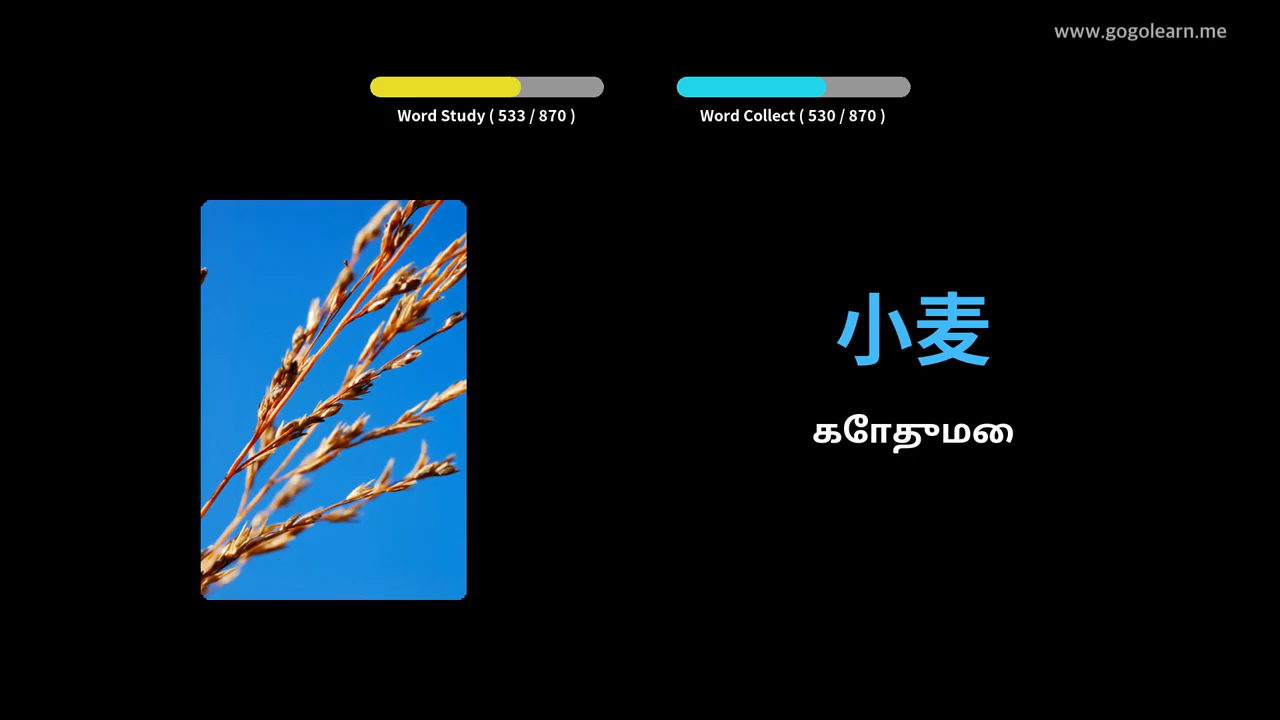 www.gogolearn.me
Word Study ( 533 / 870 )
Word Collect ( 530 / 870 )
小麦
கோதுமை